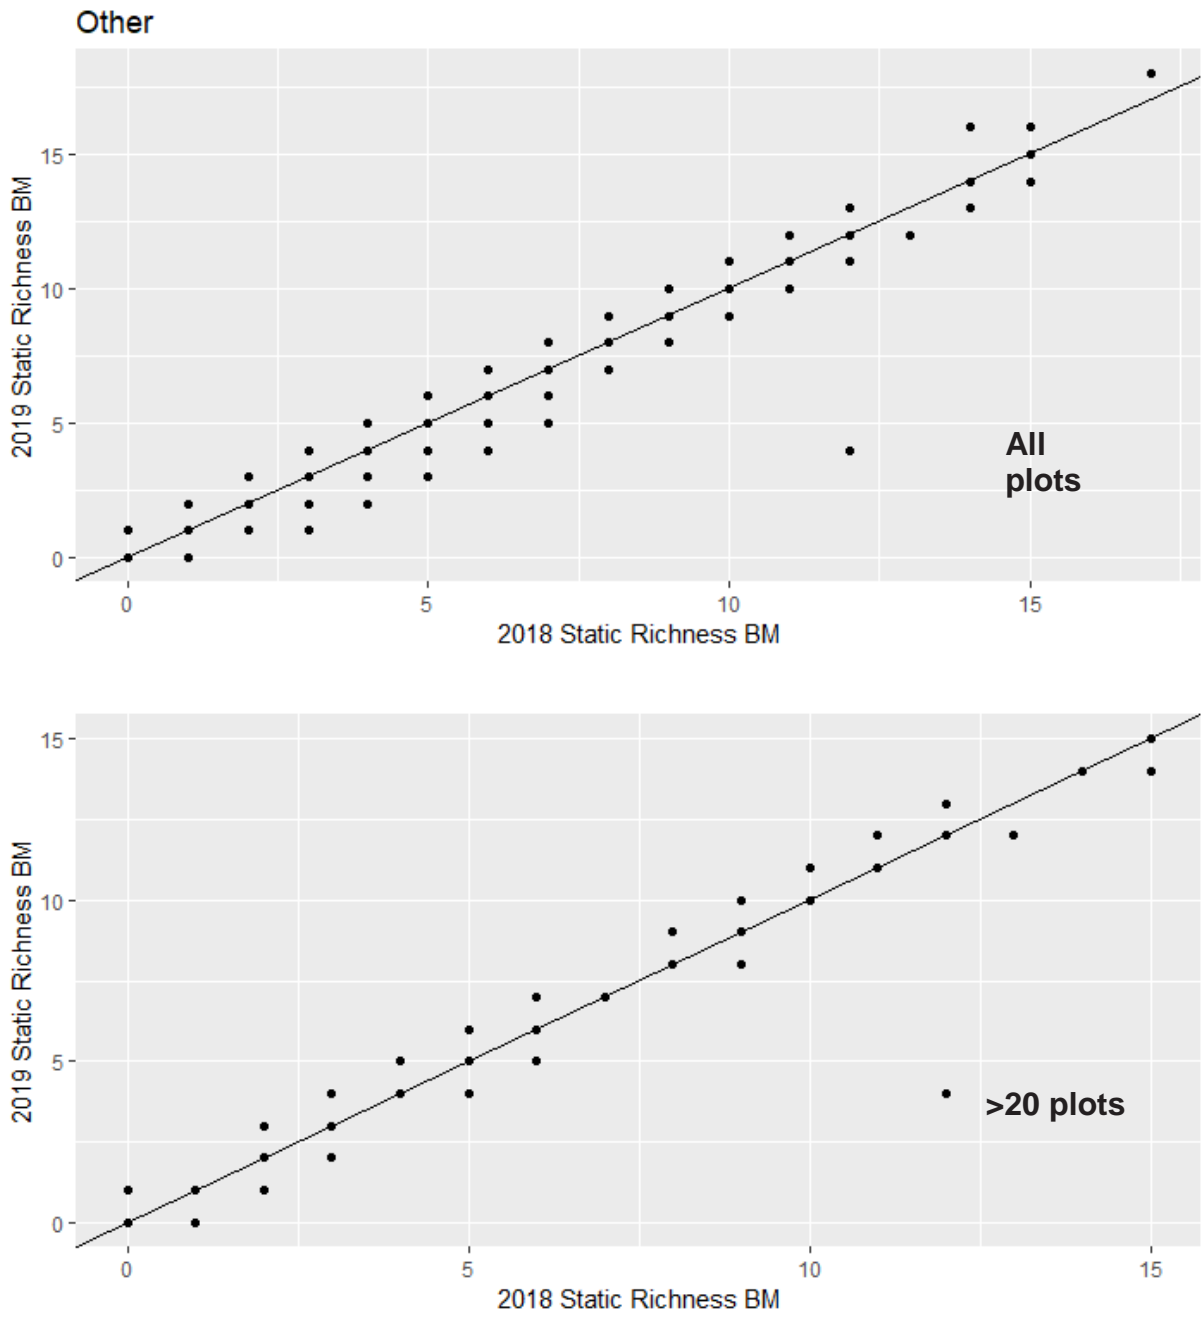 Other
2019 Static Richness BM
15
10
5
0
All
plots
0 5 10 15
2018 Static Richness BM
2019 Static Richness BM
15
10
5
0
>20 plots
0 5 10 15
2018 Static Richness BM